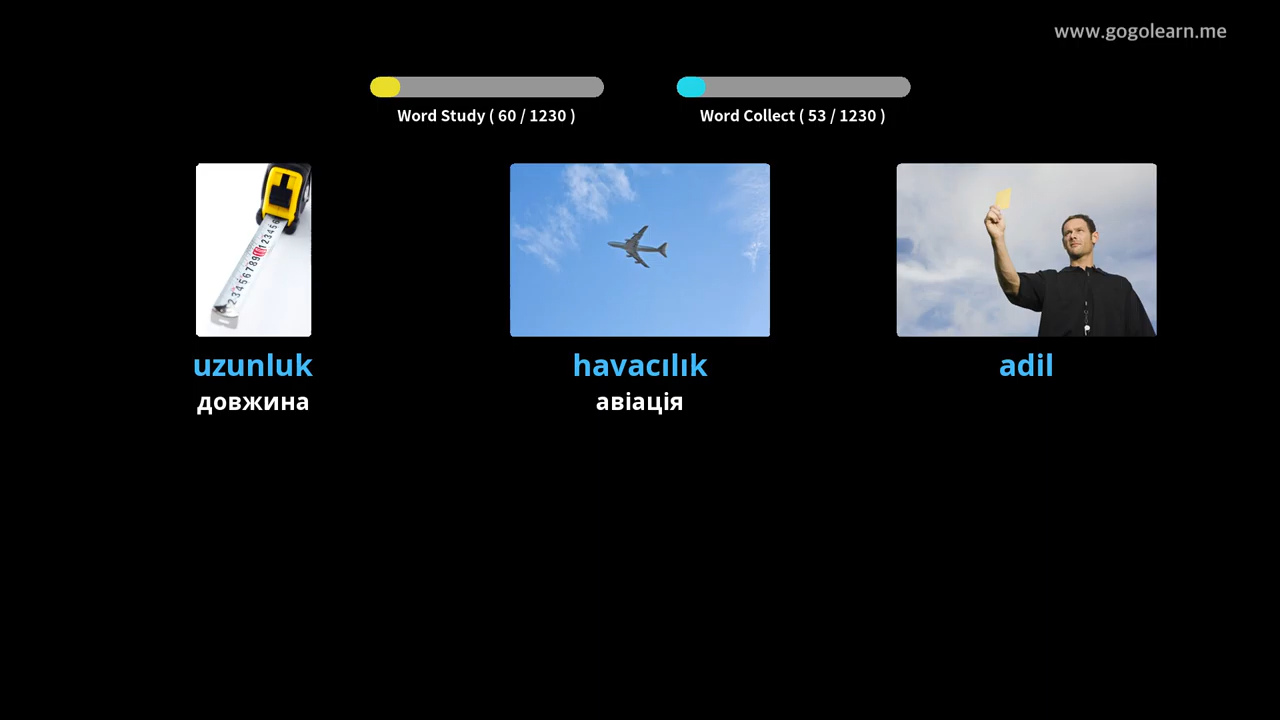 www.gogolearn.me
Word Study ( 60 / 1230 )
Word Collect ( 53 / 1230 )
uzunluk
довжина
havacılık
авіація
adil